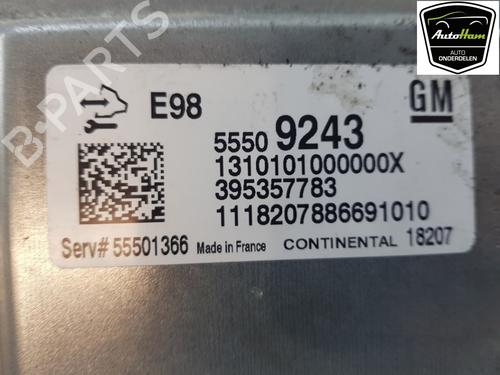 AutoHam
AUTO
ONDERDELEN
B-PARTS
E98
GM
5550 9243
1310101000000X
395357783
1118207886691010
Serv# 55501366 Made in France CONTINENTAL 18207